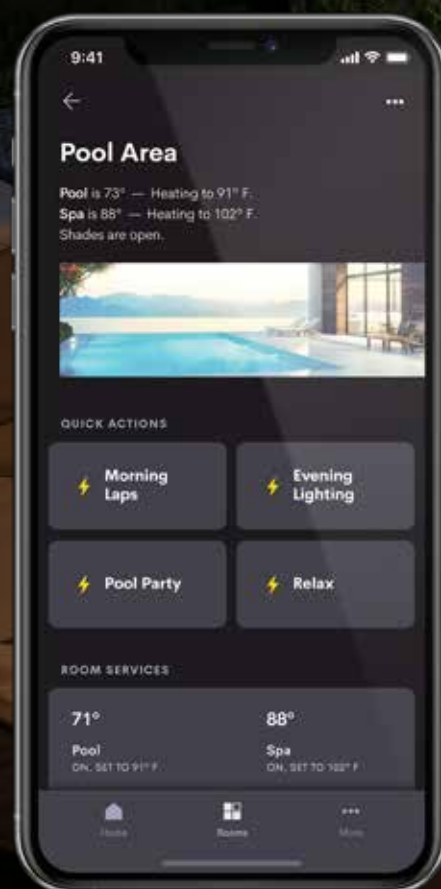 9:41
Pool Area
Pool is 73° — Heating to 91° F.
Spa is 88° — Heating to 102° F.
Shades are open.
QUICK ACTIONS
Morning
Laps
Evening
Lighting
Pool Party
Relax
ROOM SERVICES
71°
88°
Pool
Spa
ON, SET TO 91° F
ON, SET TO 102° F
Home
Rooms
More